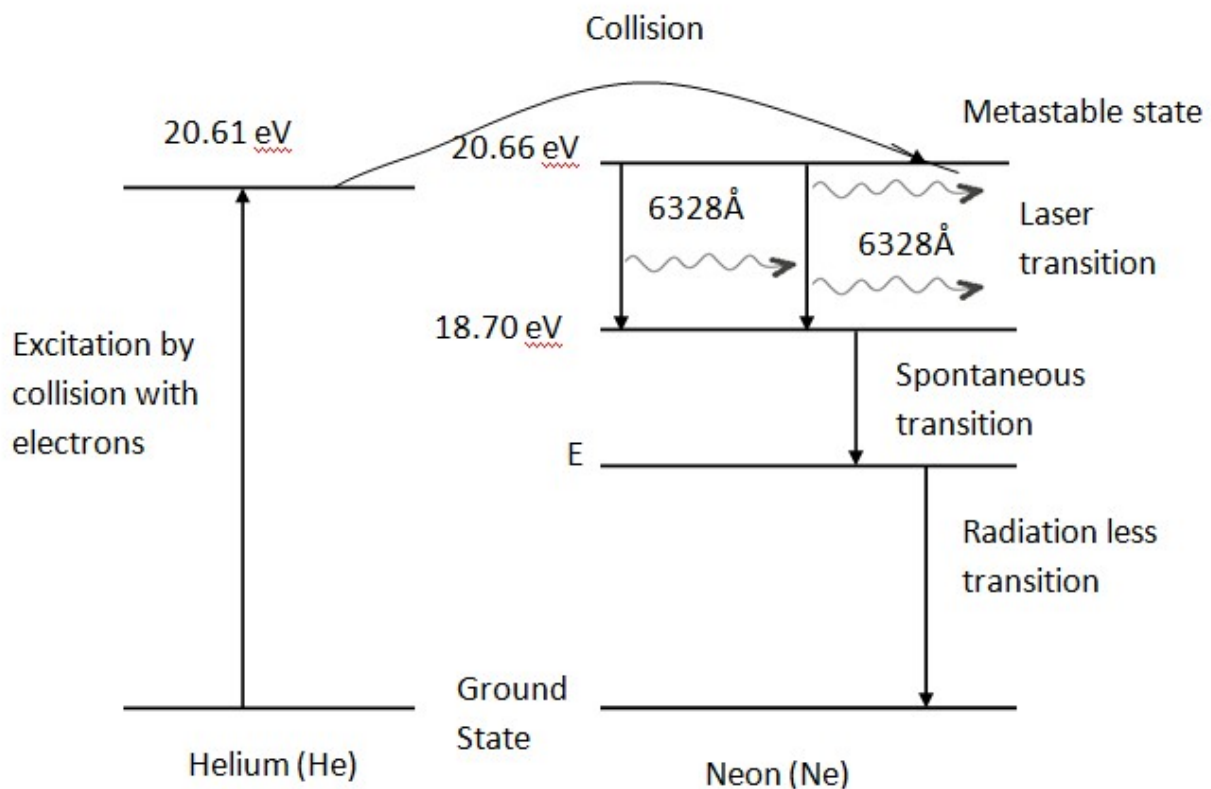 Collision
20.61 eV
20.66 eV
Metastable state
6328Å
6328Å
Laser
transition
18.70 eV
Excitation by
collision with
electrons
Spontaneous
transition
E
Radiation less
transition
Ground
State
Helium (He)
Neon (Ne)